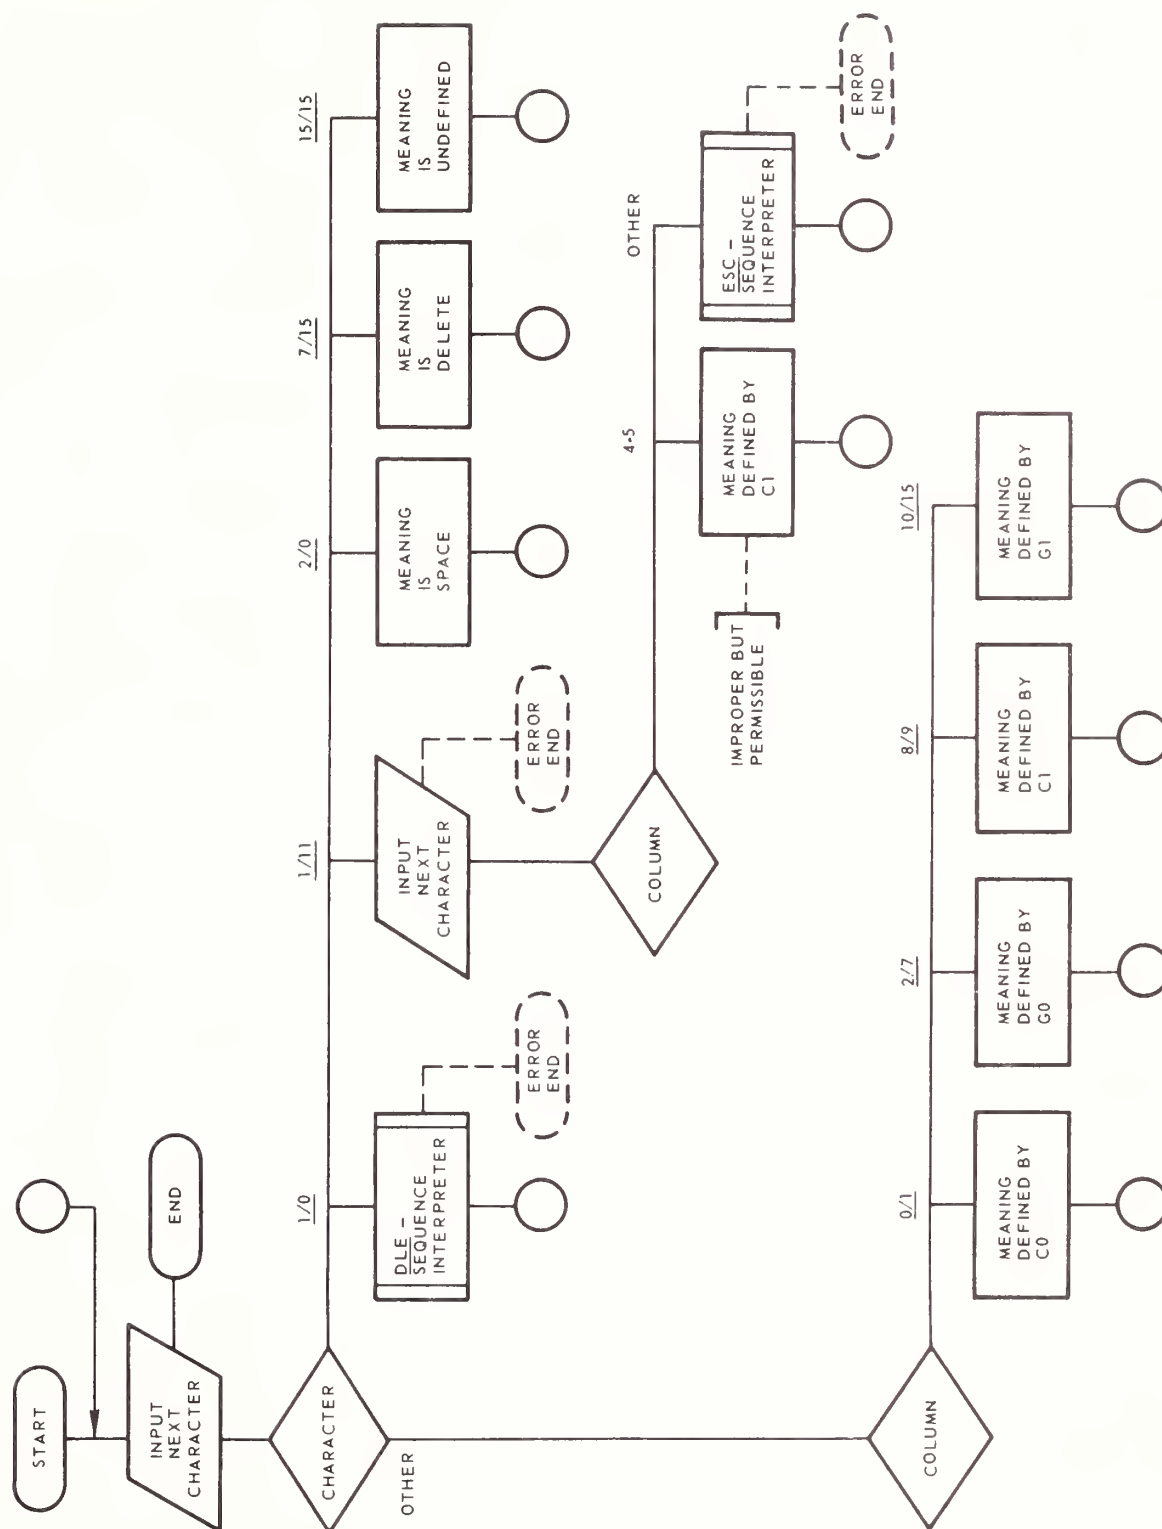 START
INPUT
NEXT
CHARACTER
END
CHARACTER
OTHER
1/0
DLE -
SEQUENCE
INTERPRETER
ERROR
END
1/11
INPUT
NEXT
CHARACTER
ERROR
END
2/0
MEANING
IS
SPACE
7/15
MEANING
IS
DELETE
15/15
MEANING
IS
UNDEFINED
COLUMN
4-5
MEANING
DEFINED BY
C1
IMPROPER BUT
PERMISSIBLE
OTHER
ESC -
SEQUENCE
INTERPRETER
ERROR
END
COLUMN
0/1
MEANING
DEFINED BY
C0
2/7
MEANING
DEFINED BY
G0
8/9
MEANING
DEFINED BY
C1
10/15
MEANING
DEFINED BY
G1